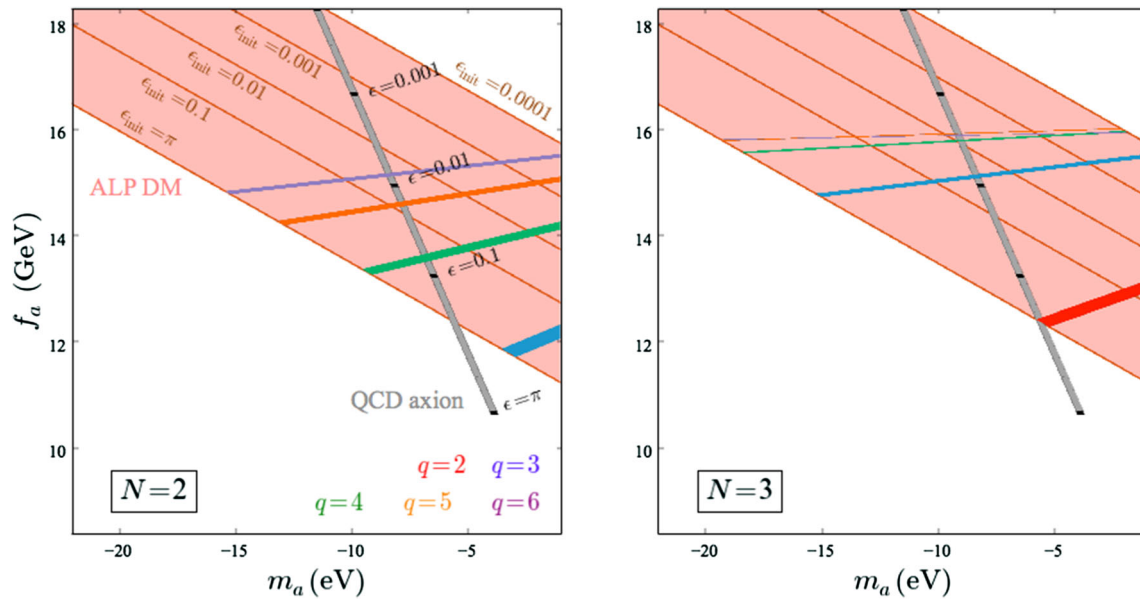 18
16
14
12
10
−20
−15
−10
−5
f_a (GeV)
m_a (eV)
ϵ_init=0.001
ϵ_init=0.01
ϵ_init=0.1
ϵ_init=π
ϵ_init=0.0001
ϵ=0.001
ϵ=0.01
ϵ=0.1
ϵ=π
ALP DM
QCD axion
q=2 q=3
q=4 q=5 q=6
N=2
18
16
14
12
10
−20
−15
−10
−5
m_a (eV)
N=3